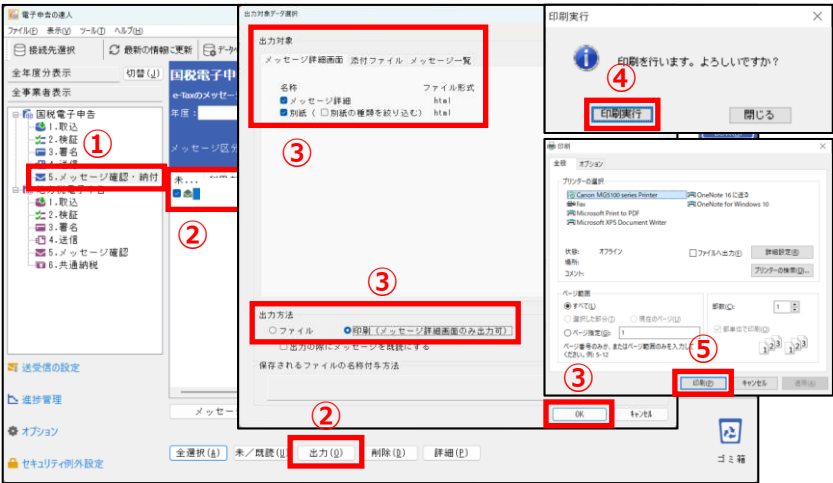 電子申告の達人
ファイル(F) 表示(V) ツール(T) ヘルプ(H)
接続先選択
最新の情報に更新
データベ
全年度分表示
切替(J)
全事業者表示
国税電子申告
1.取込
①
2.検証
3.署名
4.送信
5.メッセージ確認・納付
地方税電子申告
1.取込
2.検証
3.署名
4.送信
5.メッセージ確認
6.共通納税
送受信の設定
進捗管理
オプション
セキュリティ例外設定
国税電子申
e-Taxのメッセー
年度:
メッセージ区分
未...
②
メッセー
②
全選択(A)
未/既読(U)
出力(O)
削除(D)
詳細(P)
ゴミ箱
出力対象データ選択
出力対象
メッセージ詳細画面 添付ファイル メッセージ一覧
名称 ファイル形式
メッセージ詳細 html
別紙( 別紙の種類を絞り込む) html
③
③
出力方法
ファイル 印刷(メッセージ詳細画面のみ出力可)
出力の際にメッセージを既読にする
保存されるファイルの名称付与方法
③
OK キャンセル
印刷実行
印刷を行います。よろしいですか?
④
印刷実行 閉じる
印刷
全般 オプション
プリンターの選択
Canon MG5100 series Printer
OneNote 16 に送る
Fax
OneNote for Windows 10
Microsoft Print to PDF
Microsoft XPS Document Writer
状態: オフライン
場所:
コメント:
ファイルへ出力(F)
詳細設定(R)
プリンターの検索(D)...
ページ範囲
すべて(L)
選択した部分(T) 現在のページ(U)
ページ指定(G): 1
ページ番号のみか、またはページ範囲のみを入力して
ください。例: 5-12
部数(C): 1
部単位で印刷(O)
1 2 3 1 2 3
⑤
印刷(P) キャンセル 適用(A)